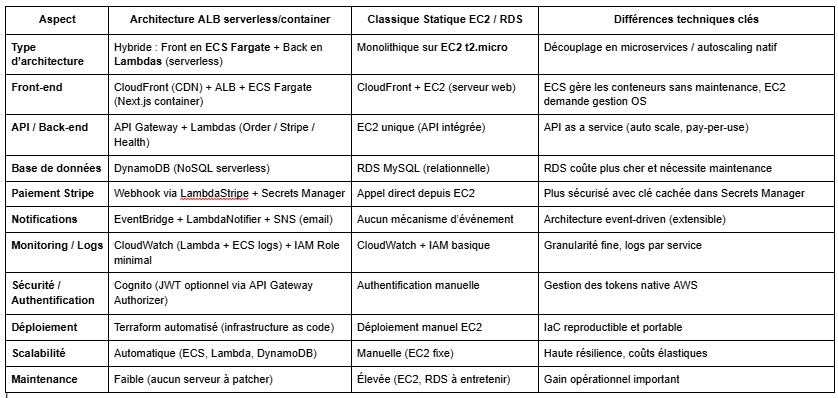 Aspect
Architecture ALB serverless/container
Classique Statique EC2 / RDS
Différences techniques clés
Type
d'architecture
Hybride : Front en ECS Fargate + Back en
Lambdas (serverless)
Monolithique sur EC2 t2.micro
Découplage en microservices / autoscaling natif
Front-end
CloudFront (CDN) + ALB + ECS Fargate
(Next.js container)
CloudFront + EC2 (serveur web)
ECS gère les conteneurs sans maintenance, EC2
demande gestion OS
API / Back-end
API Gateway + Lambdas (Order / Stripe /
Health)
EC2 unique (API intégrée)
API as a service (auto scale, pay-per-use)
Base de données
DynamoDB (NoSQL serverless)
RDS MySQL (relationnelle)
RDS coûte plus cher et nécessite maintenance
Paiement Stripe
Webhook via LambdaStripe + Secrets Manager
Appel direct depuis EC2
Plus sécurisé avec clé cachée dans Secrets Manager
Notifications
EventBridge + LambdaNotifier + SNS (email)
Aucun mécanisme d'événement
Architecture event-driven (extensible)
Monitoring / Logs
CloudWatch (Lambda + ECS logs) + IAM Role
minimal
CloudWatch + IAM basique
Granularité fine, logs par service
Sécurité /
Authentification
Cognito (JWT optionnel via API Gateway
Authorizer)
Authentification manuelle
Gestion des tokens native AWS
Déploiement
Terraform automatisé (infrastructure as code)
Déploiement manuel EC2
IaC reproductible et portable
Scalabilité
Automatique (ECS, Lambda, DynamoDB)
Manuelle (EC2 fixe)
Haute résilience, coûts élastiques
Maintenance
Faible (aucun serveur à patcher)
Élevée (EC2, RDS à entretenir)
Gain opérationnel important